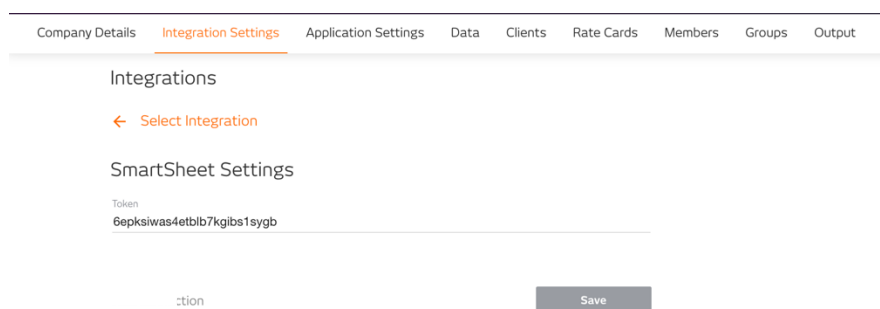 Company Details Integration Settings Application Settings Data Clients Rate Cards Members Groups Output
Integrations
← Select Integration
SmartSheet Settings
Token
6epksiwas4etblb7kgibs1sygb
Save